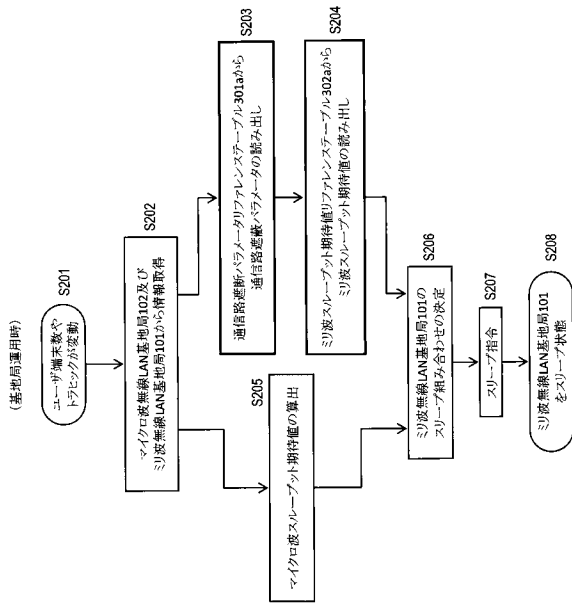 (基地局運用時)
S201
ユーザ端末数や
トラヒックが変動
S202
マイクロ波無線LAN基地局102及び
ミリ波無線LAN基地局101から情報取得
S203
通信路遮断パラメータリファレンステーブル301aから
通信路遮蔽パラメータの読み出し
S204
ミリ波スループット期待値リファレンステーブル302aから
ミリ波スループット期待値の読み出し
S205
マイクロ波スループット期待値の算出
S206
ミリ波無線LAN基地局101の
スリープ組み合わせの決定
S207
スリープ指令
S208
ミリ波無線LAN基地局101
をスリープ状態